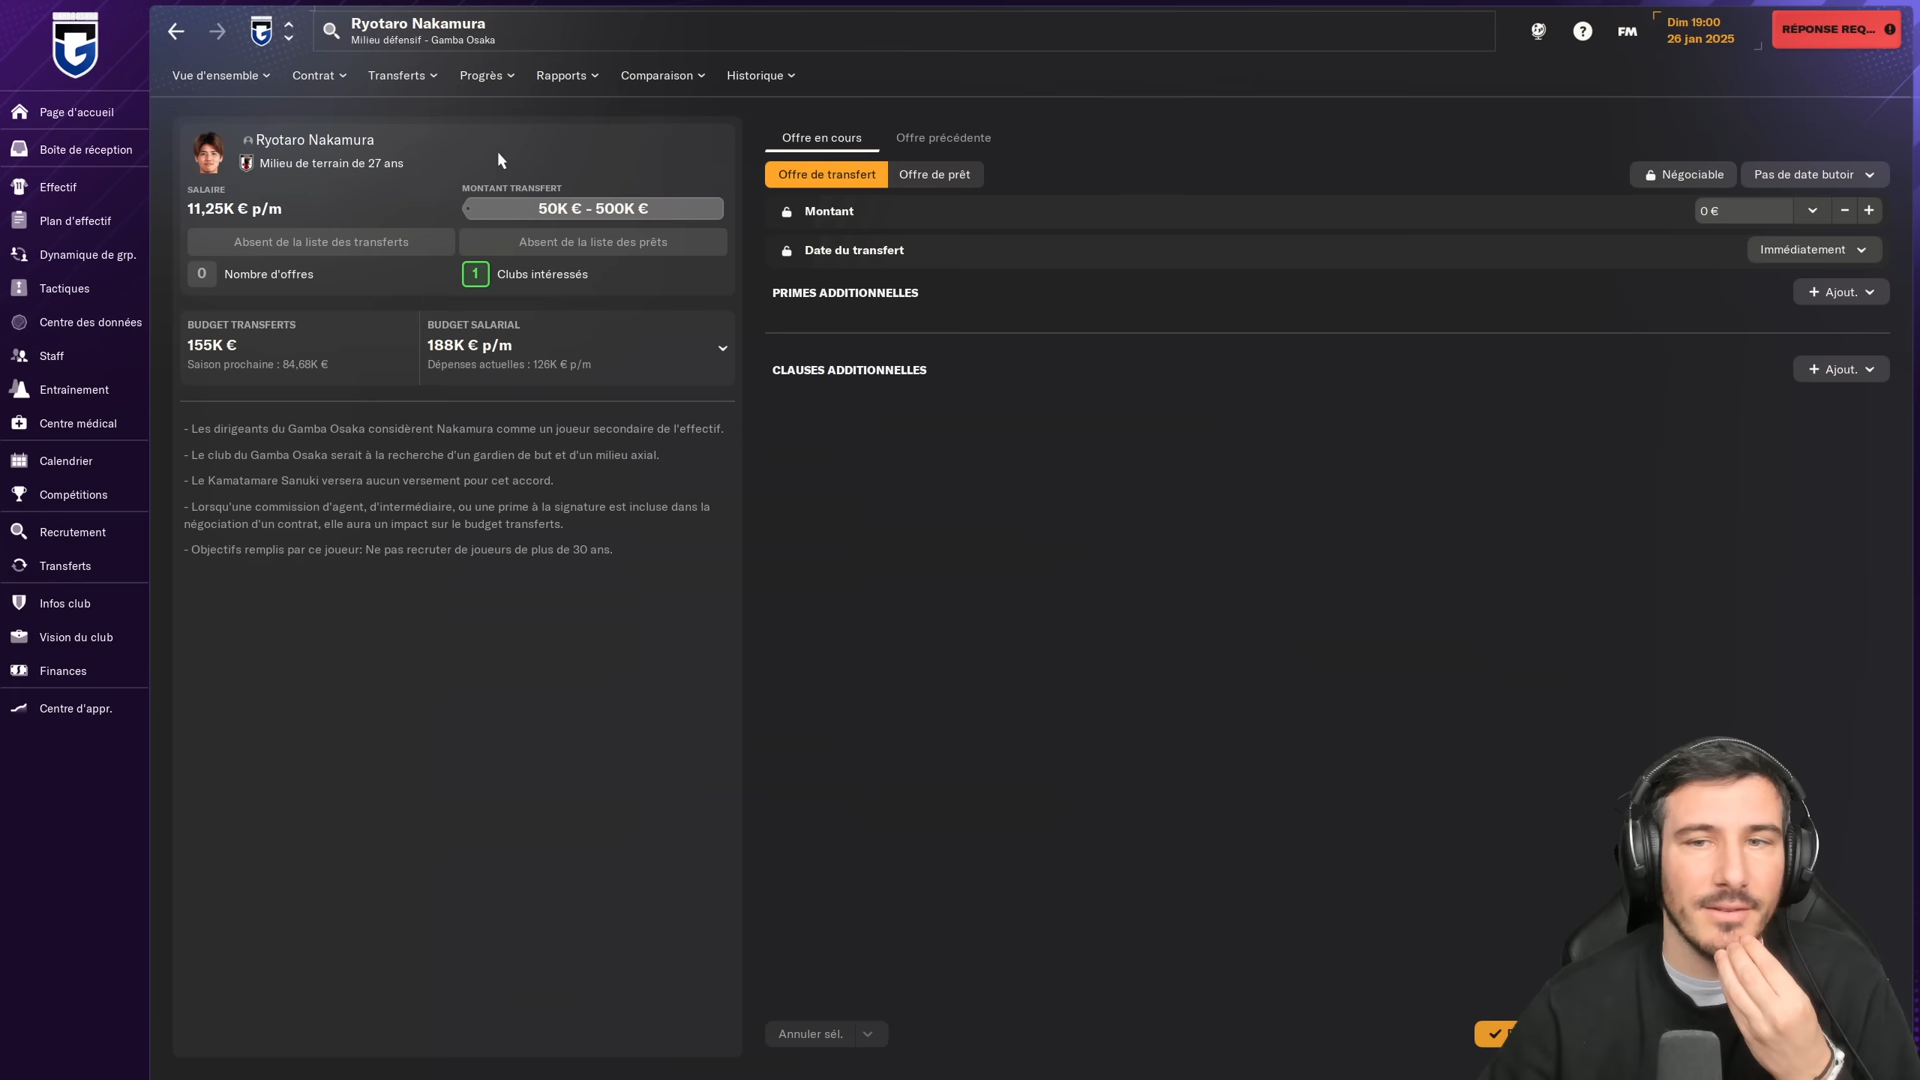 Ryotaro Nakamura
Milieu défensif - Gamba Osaka
FM
Dim 19:00
26 jan 2025
RÉPONSE REQ...
Vue d'ensemble
Contrat
Transferts
Progrès
Rapports
Comparaison
Historique
Page d'accueil
Boîte de réception
Effectif
Plan d'effectif
Dynamique de grp.
Tactiques
Centre des données
Staff
Entraînement
Centre médical
Calendrier
Compétitions
Recrutement
Transferts
Infos club
Vision du club
Finances
Centre d'appr.
Ryotaro Nakamura
Milieu de terrain de 27 ans
SALAIRE
11,25K € p/m
MONTANT TRANSFERT
50K € - 500K €
Absent de la liste des transferts
Absent de la liste des prêts
0 Nombre d'offres
1 Clubs intéressés
BUDGET TRANSFERTS
155K €
Saison prochaine : 84,68K €
BUDGET SALARIAL
188K € p/m
Dépenses actuelles : 126K € p/m
- Les dirigeants du Gamba Osaka considèrent Nakamura comme un joueur secondaire de l'effectif.
- Le club du Gamba Osaka serait à la recherche d'un gardien de but et d'un milieu axial.
- Le Kamatamare Sanuki versera aucun versement pour cet accord.
- Lorsqu'une commission d'agent, d'intermédiaire, ou une prime à la signature est incluse dans la
négociation d'un contrat, elle aura un impact sur le budget transferts.
- Objectifs remplis par ce joueur: Ne pas recruter de joueurs de plus de 30 ans.
Offre en cours
Offre précédente
Offre de transfert
Offre de prêt
Négociable
Pas de date butoir
Montant
0 €
Date du transfert
Immédiatement
PRIMES ADDITIONNELLES
+ Ajout.
CLAUSES ADDITIONNELLES
+ Ajout.
Annuler sél.